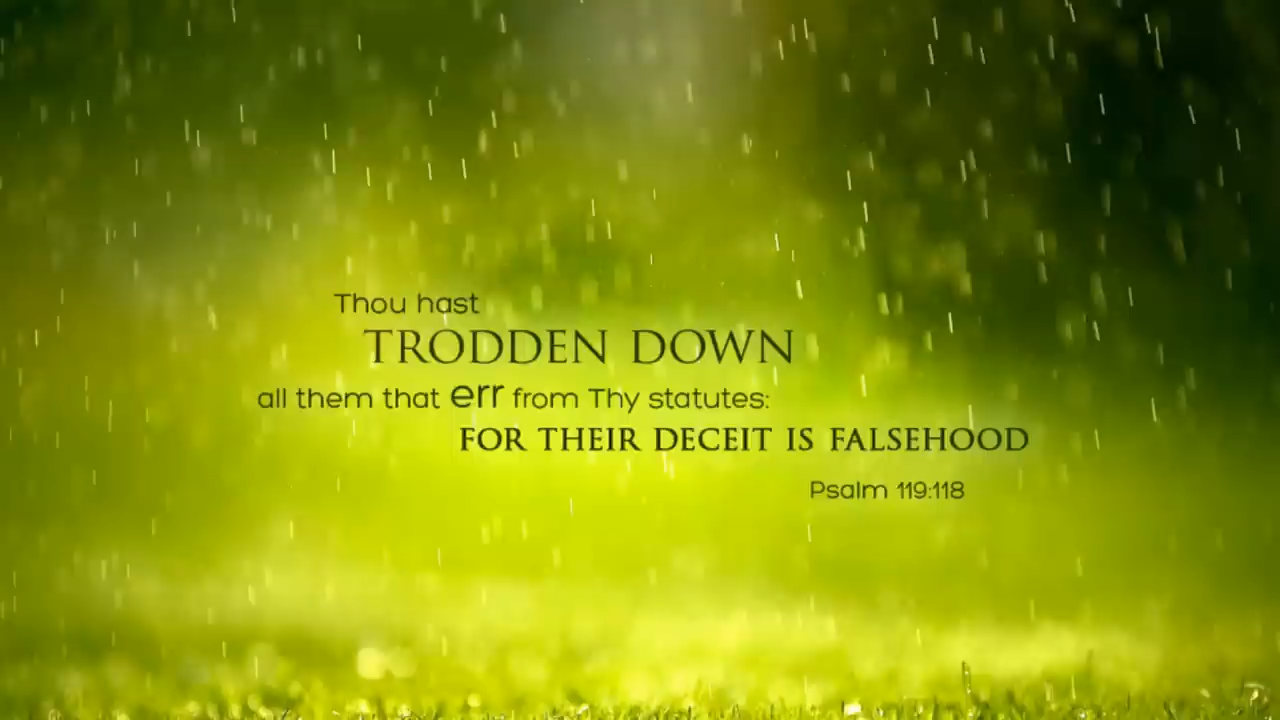 Thou hast
TRODDEN DOWN
all them that err from Thy statutes:
FOR THEIR DECEIT IS FALSEHOOD
Psalm 119:118